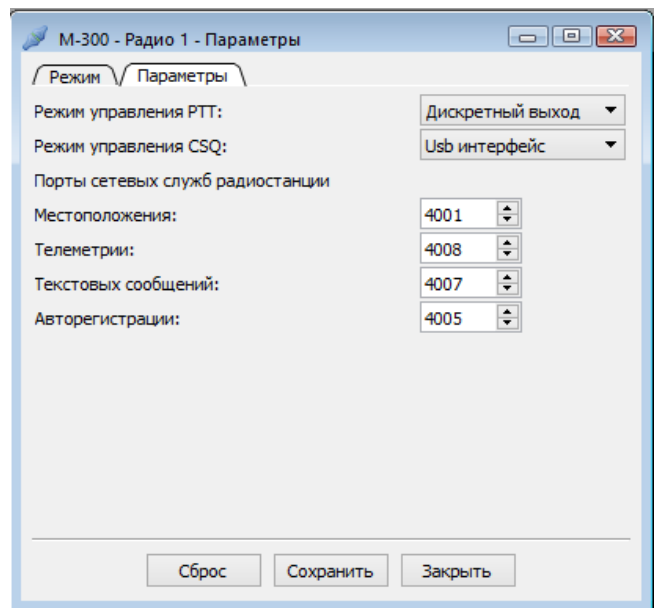 М-300 - Радио 1 - Параметры
Режим Параметры
Режим управления PTT: Дискретный выход
Режим управления CSQ: Usb интерфейс
Порты сетевых служб радиостанции
Местоположения: 4001
Телеметрии: 4008
Текстовых сообщений: 4007
Авторегистрации: 4005
Сброс Сохранить Закрыть